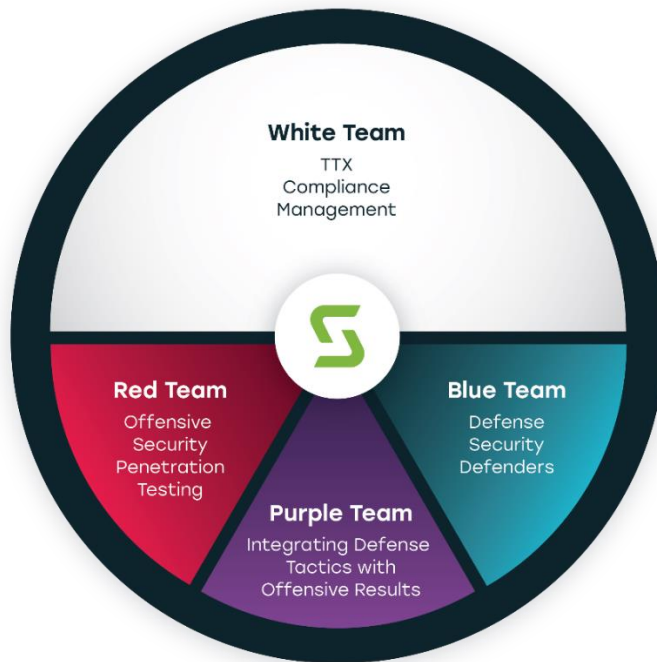 White Team
TTX
Compliance
Management
Red Team
Offensive
Security
Penetration
Testing
Purple Team
Integrating Defense
Tactics with
Offensive Results
Blue Team
Defense
Security
Defenders